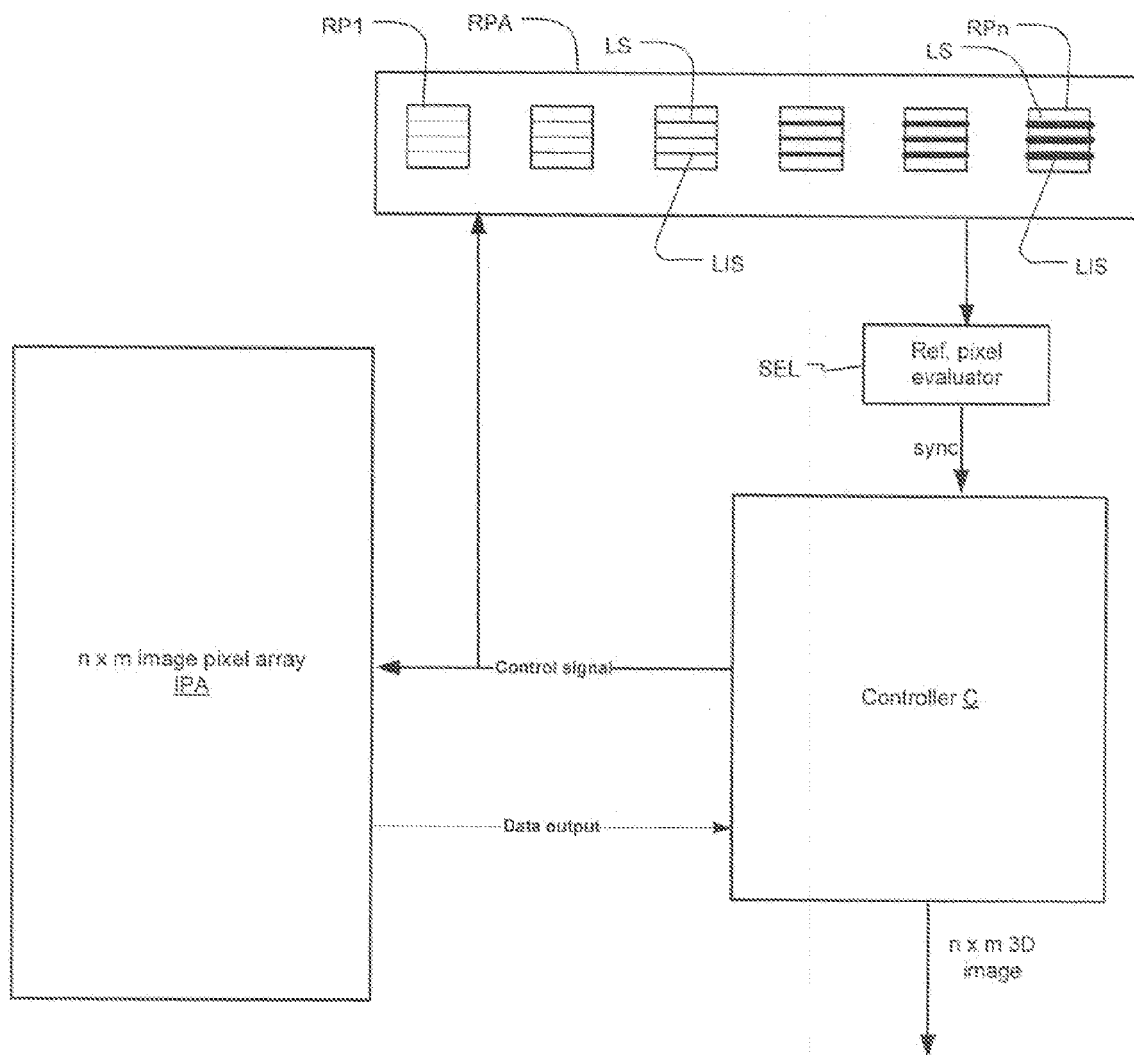 RP1
RPA
LS
LS
RPn
LIS
LIS
SEL
Ref. pixel
evaluator
sync
n x m image pixel array
IPA
Control signal
Controller C
Data output
n x m 3D
image